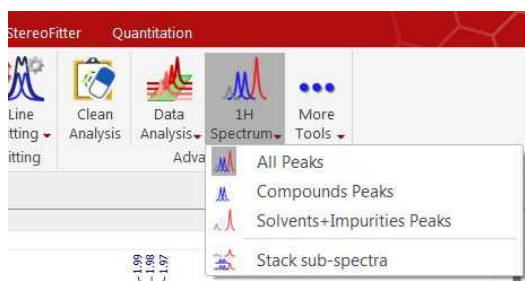 StereoFitter Quantitation
Line Clean Data 1H More
tting Analysis Analysis Spectrum Tools
itting Adva
All Peaks
Compounds Peaks
Solvents+Impurities Peaks
Stack sub-spectra
1.99
1.98
1.97